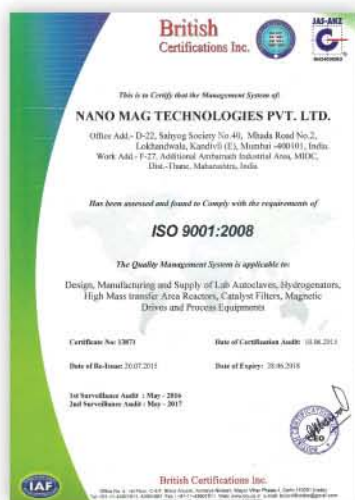 British
Certifications Inc.
JAS-ANZ
This is to Certify that the Management System of:
NANO MAG TECHNOLOGIES PVT. LTD.
Office Add.- D-22, Sahyog Society No.40, Mhada Road No.2,
Lokhandwala, Kandivli (E), Mumbai -400101, India.
Work Add.- F-27, Additional Ambarnath Industrial Area, MIDC,
Dist.-Thane, Maharashtra, India.
Has been assessed and found to Comply with the requirements of
ISO 9001:2008
The Quality Management System is applicable to:
Design, Manufacturing and Supply of Lab Autoclaves, Hydrogenators,
High Mass transfer Area Reactors, Catalyst Filters, Magnetic
Drives and Process Equipments
Certificate No: 13071
Date of Certification Audit:
Date of Re-Issue: 20.07.2015
Date of Expiry: 20.06.2018
1st Surveillance Audit : May - 2016
2nd Surveillance Audit : May - 2017
CEO
IAF
British Certifications Inc.